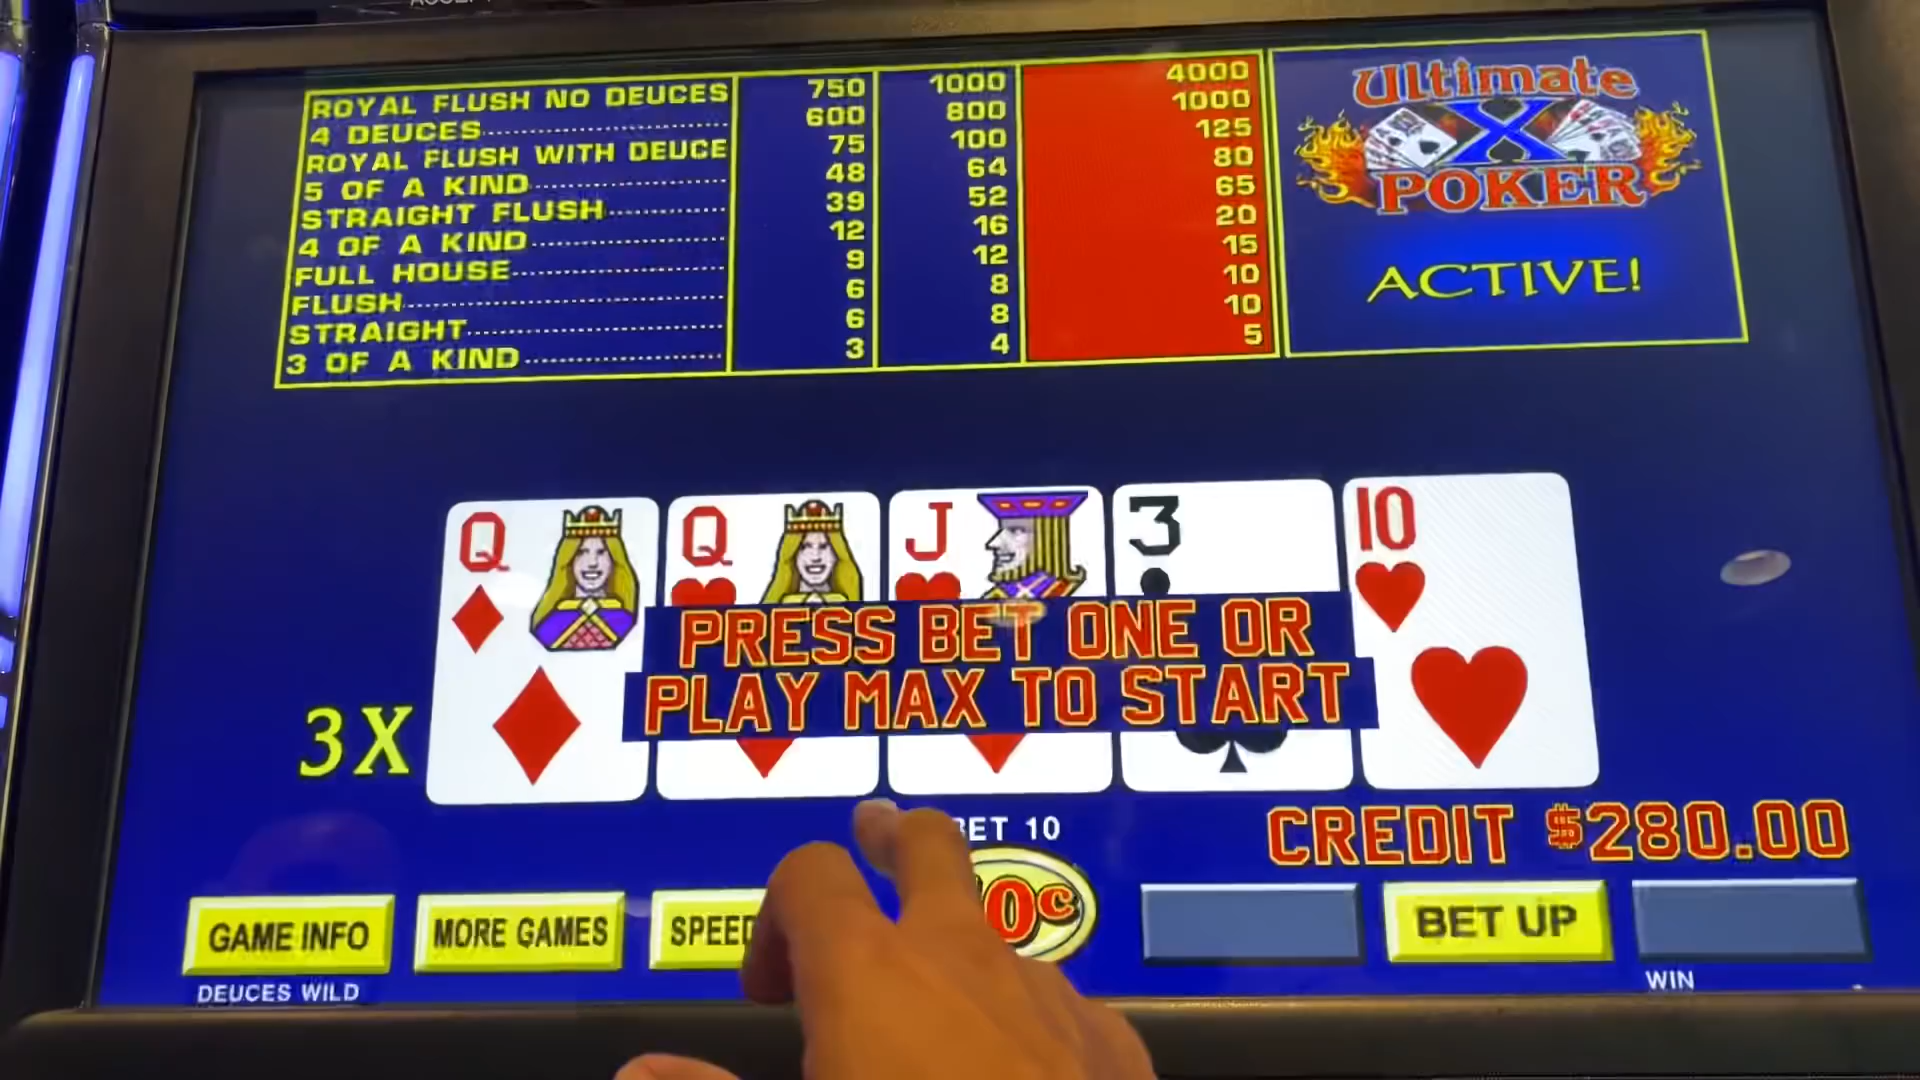 ROYAL FLUSH NO DEUCES 750 1000 4000
4 DEUCES 600 800 1000
ROYAL FLUSH WITH DEUCE 75 100 125
5 OF A KIND 48 64 80
STRAIGHT FLUSH 39 52 65
4 OF A KIND 12 16 20
FULL HOUSE 9 12 15
FLUSH 6 8 10
STRAIGHT 6 8 10
3 OF A KIND 3 4 5
Ultimate
X
POKER
ACTIVE!
Q Q J 3 10
PRESS BET ONE OR
PLAY MAX TO START
3X
BET 10
CREDIT $280.00
GAME INFO
MORE GAMES
SPEED
0¢
BET UP
DEUCES WILD
WIN